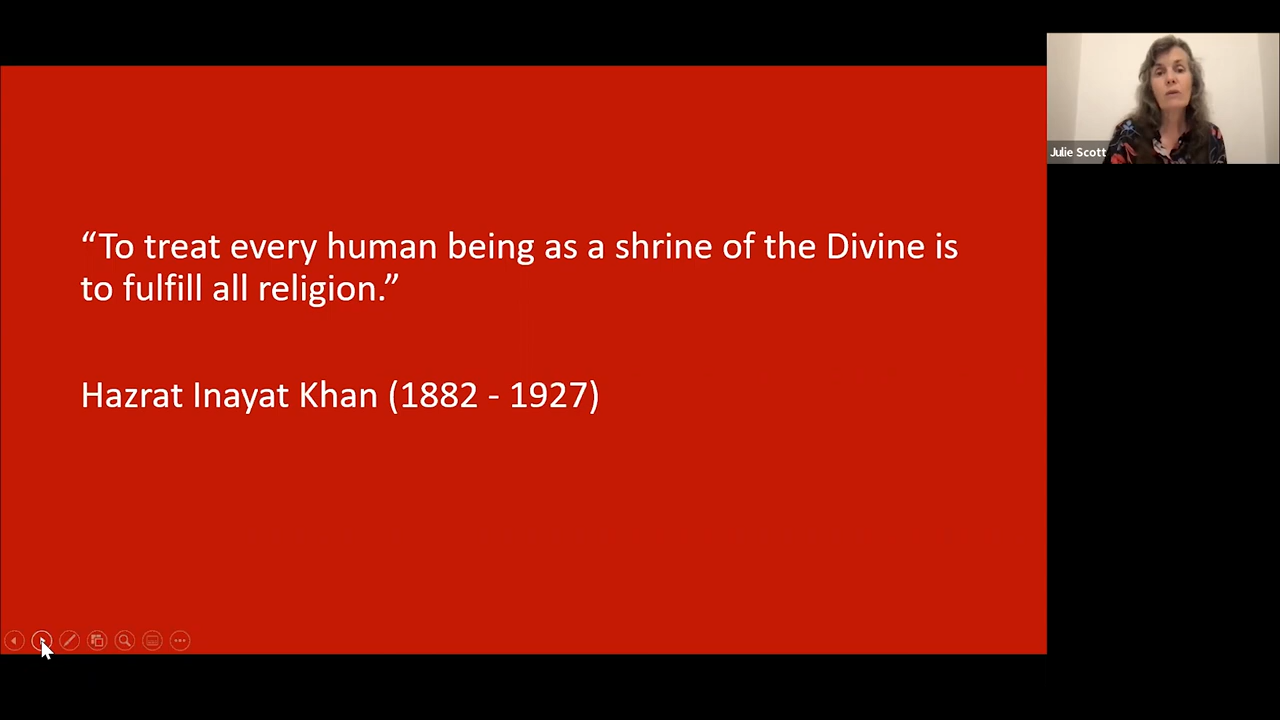 “To treat every human being as a shrine of the Divine is
to fulfill all religion.”
Hazrat Inayat Khan (1882 - 1927)
Julie Scott